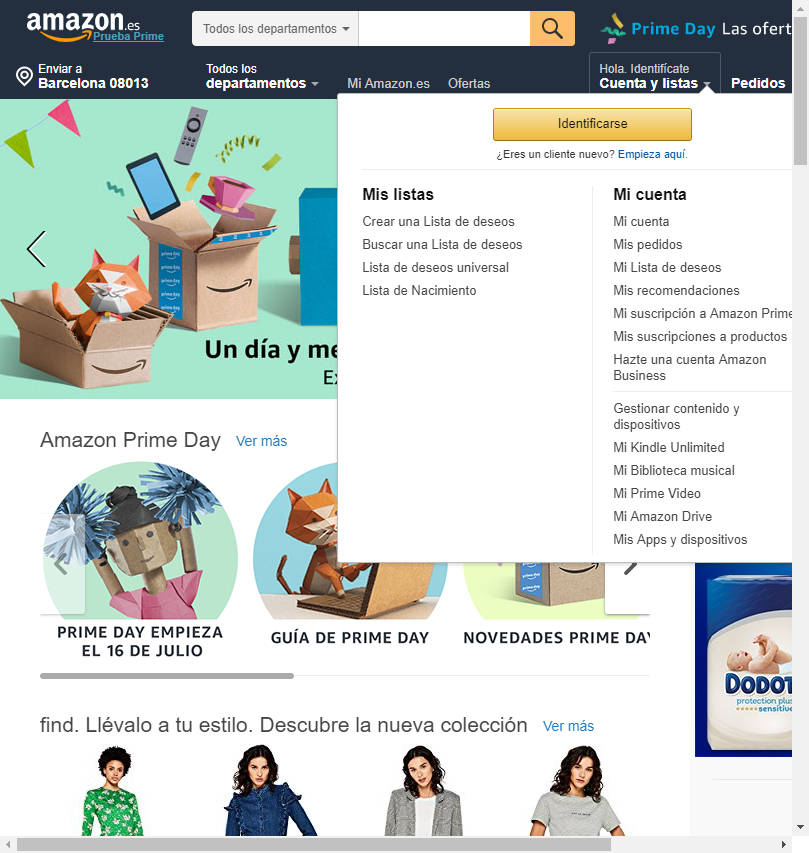 amazon.es
Prueba Prime
Todos los departamentos
Prime Day Las ofert
Enviar a
Barcelona 08013
Todos los
departamentos
Mi Amazon.es
Ofertas
Hola. Identifícate
Cuenta y listas
Pedidos
Identificarse
¿Eres un cliente nuevo? Empieza aquí.
Mis listas
Crear una Lista de deseos
Buscar una Lista de deseos
Lista de deseos universal
Lista de Nacimiento
Mi cuenta
Mi cuenta
Mis pedidos
Mi Lista de deseos
Mis recomendaciones
Mi suscripción a Amazon Prime
Mis suscripciones a productos
Hazte una cuenta Amazon
Business
Gestionar contenido y
dispositivos
Mi Kindle Unlimited
Mi Biblioteca musical
Mi Prime Video
Mi Amazon Drive
Mis Apps y dispositivos
Un día y me
Ex
Amazon Prime Day
Ver más
PRIME DAY EMPIEZA
EL 16 DE JULIO
GUÍA DE PRIME DAY
NOVEDADES PRIME DAY
DODOT
protection plus
sensitive
find. Llévalo a tu estilo. Descubre la nueva colección
Ver más